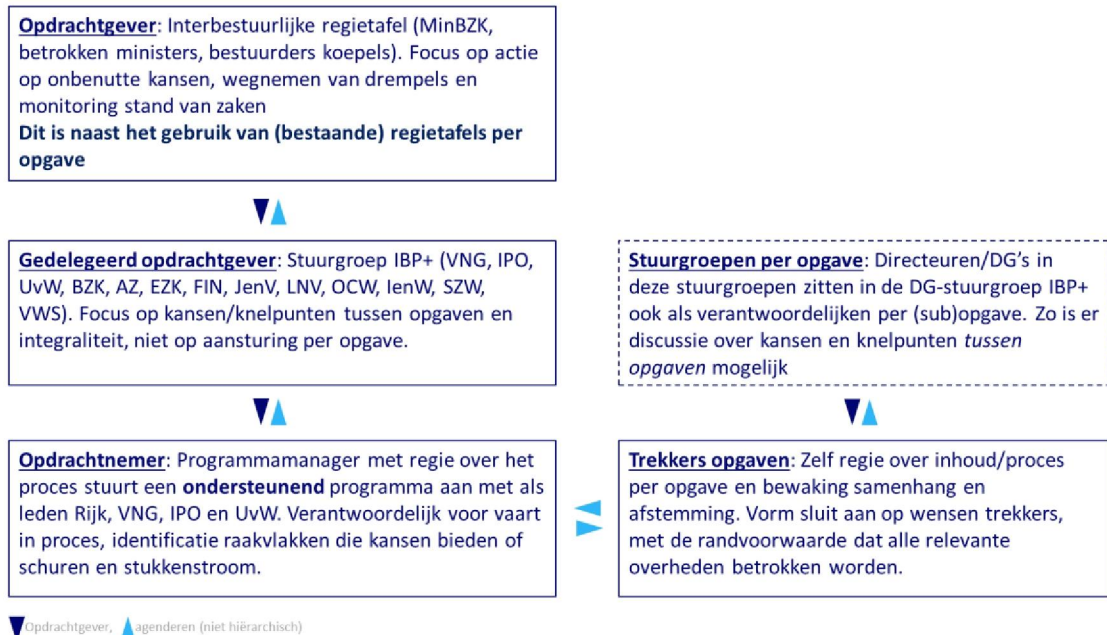 Opdrachtgever: Interbestuurlijke regietafel (MinBZK,
betrokken ministers, bestuurders koepels). Focus op actie
op onbenutte kansen, wegnemen van drempels en
monitoring stand van zaken
Dit is naast het gebruik van (bestaande) regietafels per
opgave
Gedelegeerd opdrachtgever: Stuurgroep IBP+ (VNG, IPO,
UvW, BZK, AZ, EZK, FIN, JenV, LNV, OCW, IenW, SZW,
VWS). Focus op kansen/knelpunten tussen opgaven en
integraliteit, niet op aansturing per opgave.
Stuurgroepen per opgave: Directeuren/DG's in
deze stuurgroepen zitten in de DG-stuurgroep IBP+
ook als verantwoordelijken per (sub)opgave. Zo is er
discussie over kansen en knelpunten tussen
opgaven mogelijk
Opdrachtnemer: Programmamanager met regie over het
proces stuurt een ondersteunend programma aan met als
leden Rijk, VNG, IPO en UvW. Verantwoordelijk voor vaart
in proces, identificatie raakvlakken die kansen bieden of
schuren en stukkenstroom.
Trekkers opgaven: Zelf regie over inhoud/proces
per opgave en bewaking samenhang en
afstemming. Vorm sluit aan op wensen trekkers,
met de randvoorwaarde dat alle relevante
overheden betrokken worden.
Opdrachtgever, agenderen (niet hiërarchisch)